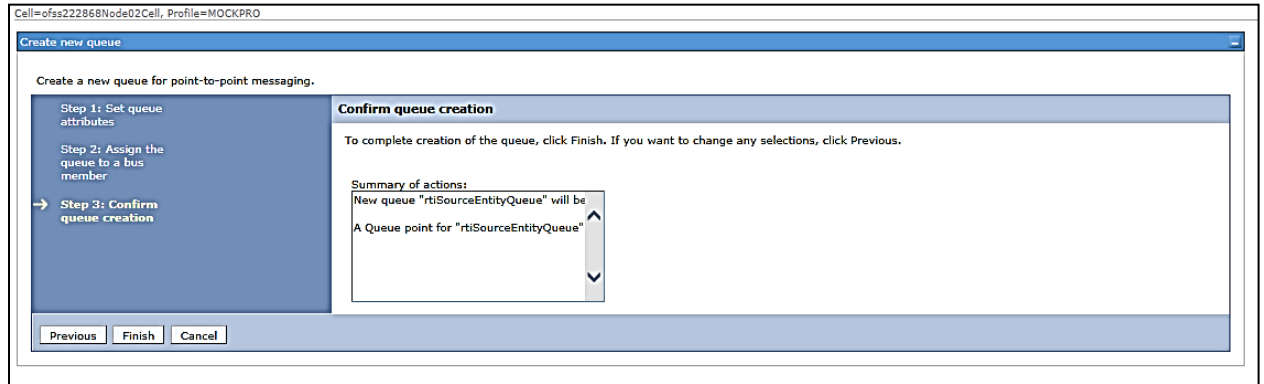 Cell=ofss222868Node02Cell, Profile=MOCKPRO
Create new queue
Create a new queue for point-to-point messaging.
Step 1: Set queue
attributes
Step 2: Assign the
queue to a bus
member
Step 3: Confirm
queue creation
Confirm queue creation
To complete creation of the queue, click Finish. If you want to change any selections, click Previous.
Summary of actions:
New queue "rtiSourceEntityQueue" will be
A Queue point for "rtiSourceEntityQueue"
Previous Finish Cancel